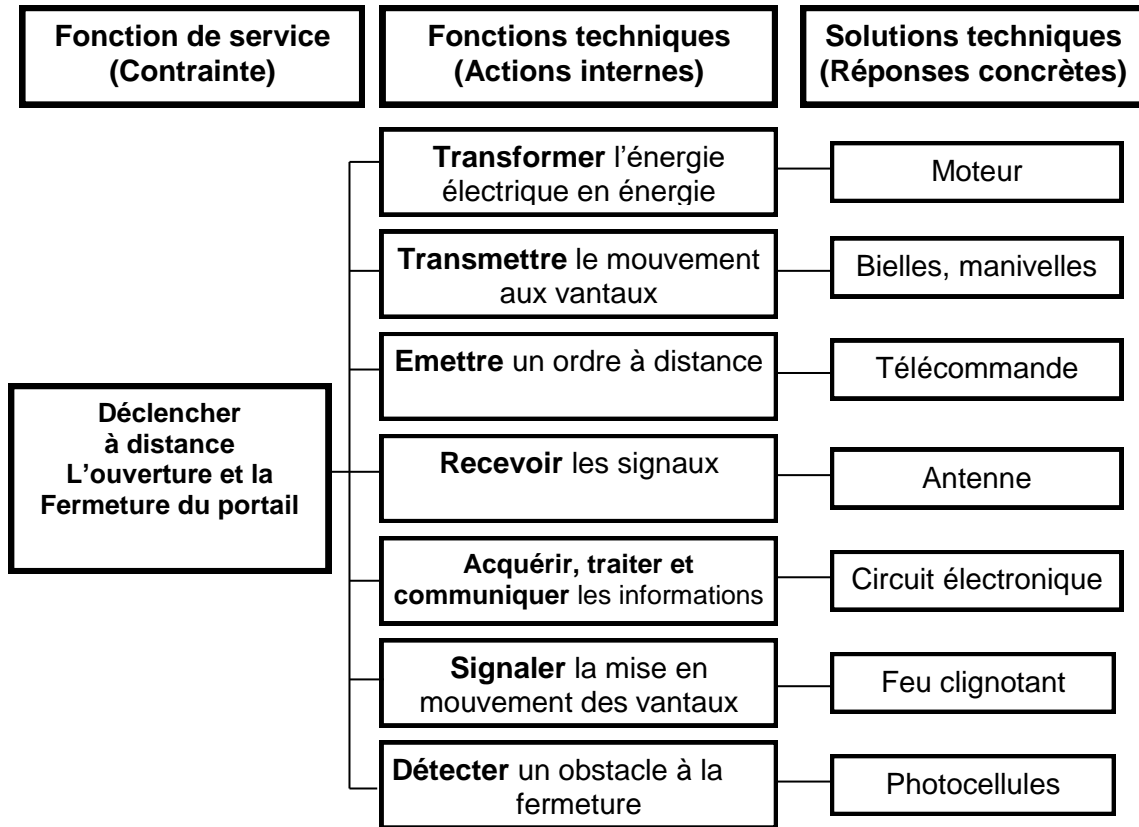 Fonction de service
(Contrainte)
Fonctions techniques
(Actions internes)
Solutions techniques
(Réponses concrètes)
Transformer l’énergie
électrique en énergie
Moteur
Transmettre le mouvement
aux vantaux
Bielles, manivelles
Emettre un ordre à distance
Télécommande
Déclencher
à distance
L’ouverture et la
Fermeture du portail
Recevoir les signaux
Antenne
Acquérir, traiter et
communiquer les informations
Circuit électronique
Signaler la mise en
mouvement des vantaux
Feu clignotant
Détecter un obstacle à la
fermeture
Photocellules